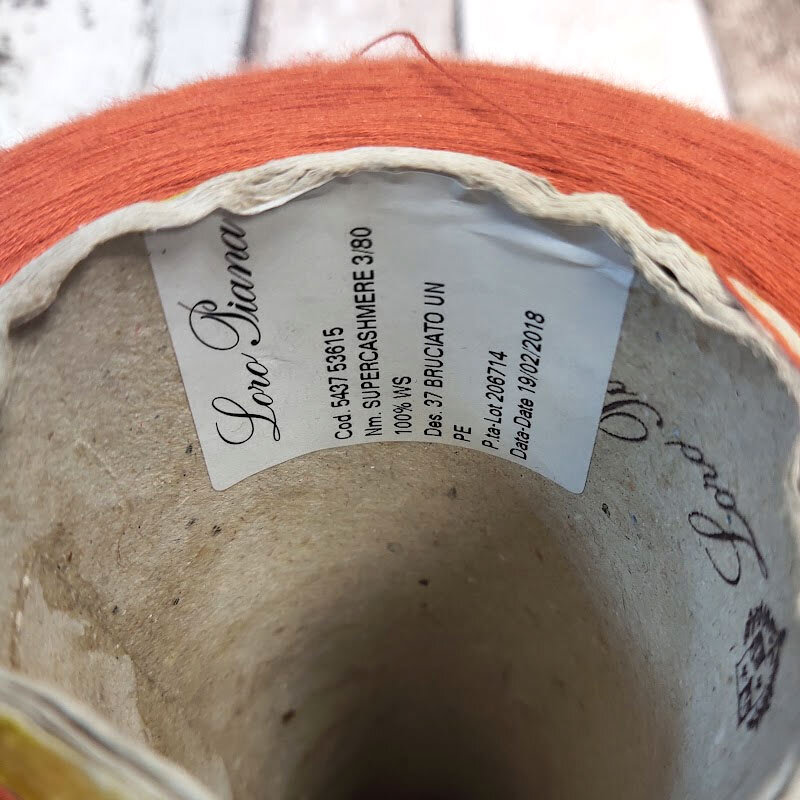 Loro Piana
Cod. 5437 53615
Nm. SUPERCASHMERE 3/80
100% WS
Des. 37 BRUCIATO UN
PE
P.ta-Lot 206714
Data-Date 19/02/2018
Loro